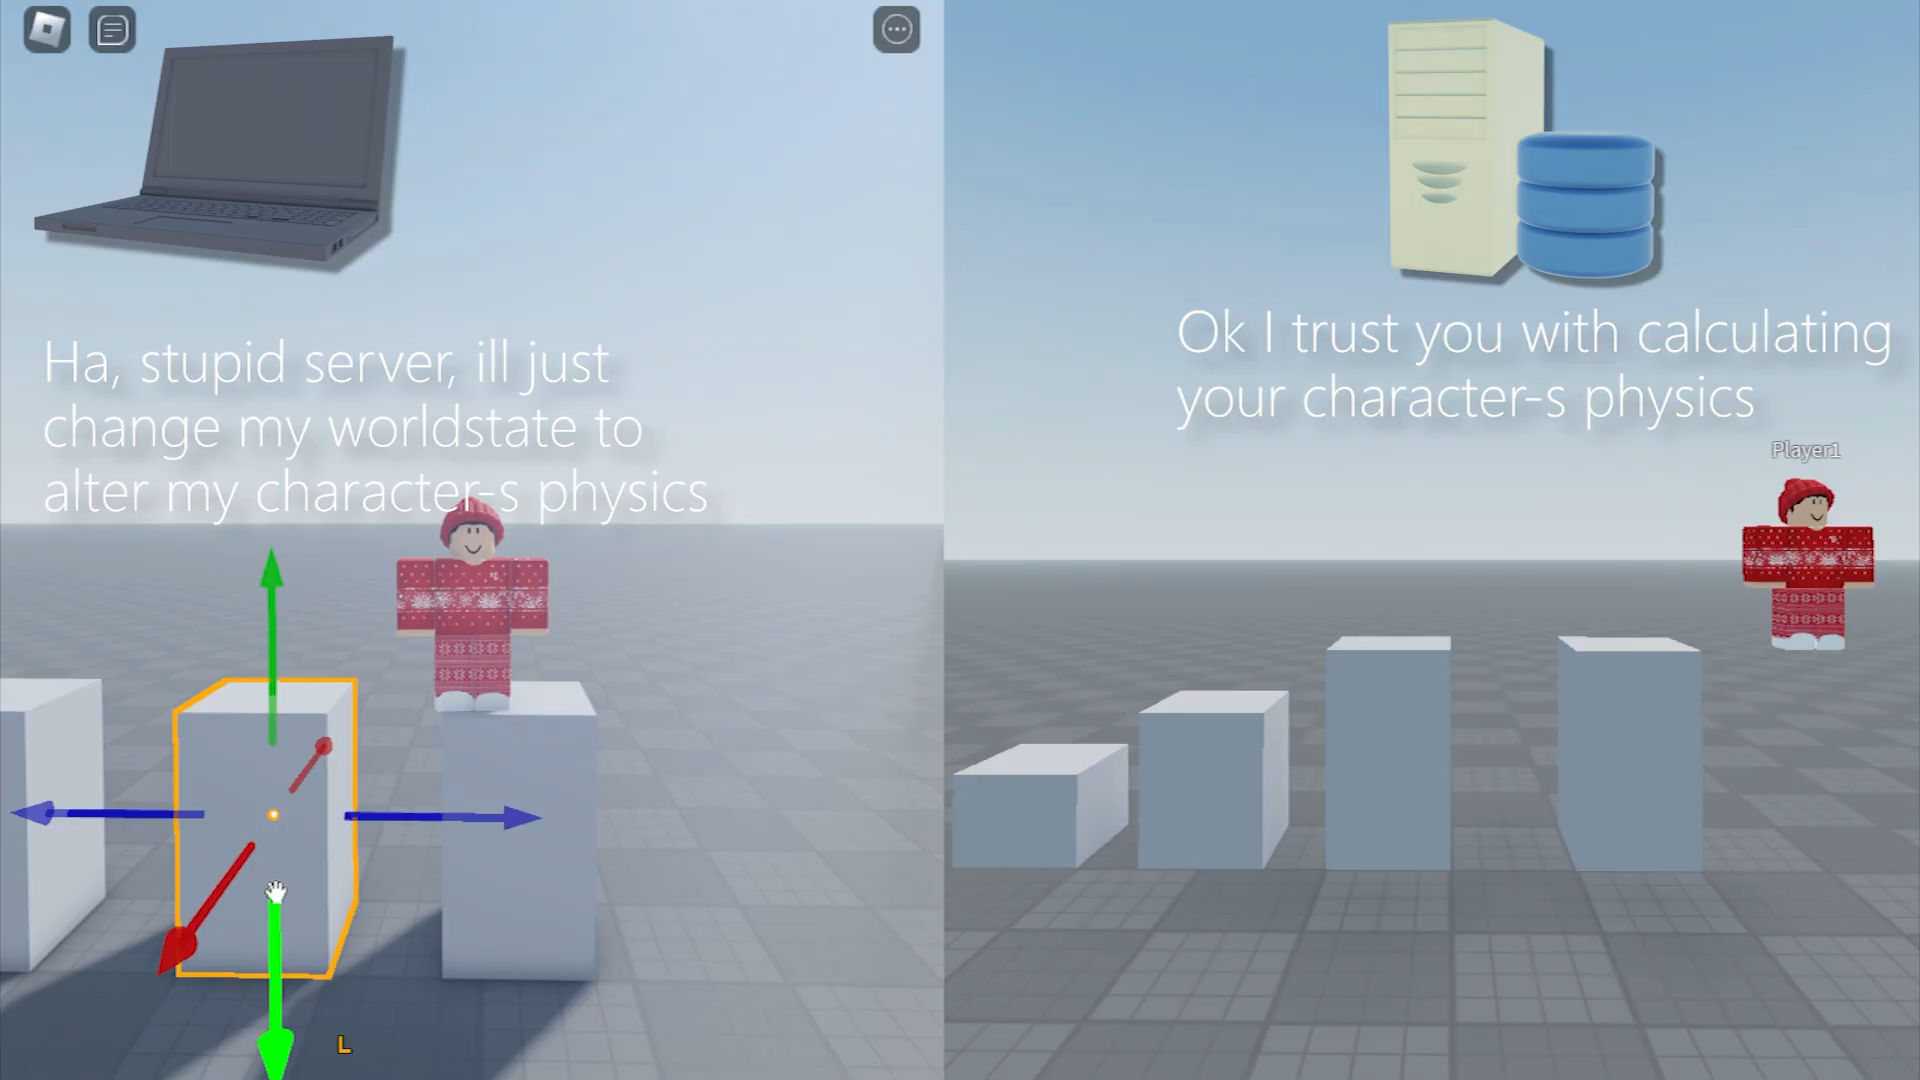 Ha, stupid server, ill just
change my worldstate to
alter my character-s physics
L
Ok I trust you with calculating
your character-s physics
Player1